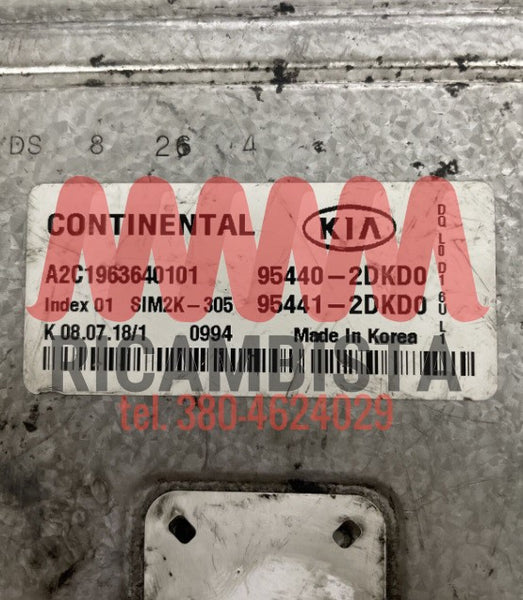 DS 8 26 4
CONTINENTAL KIA
A2C1963640101 95440-2DKD0
Index 01 SIM2K-305 95441-2DKD0
K 08.07.18/1 0994 Made in Korea
RICAMBISTA
tel. 380-4624029